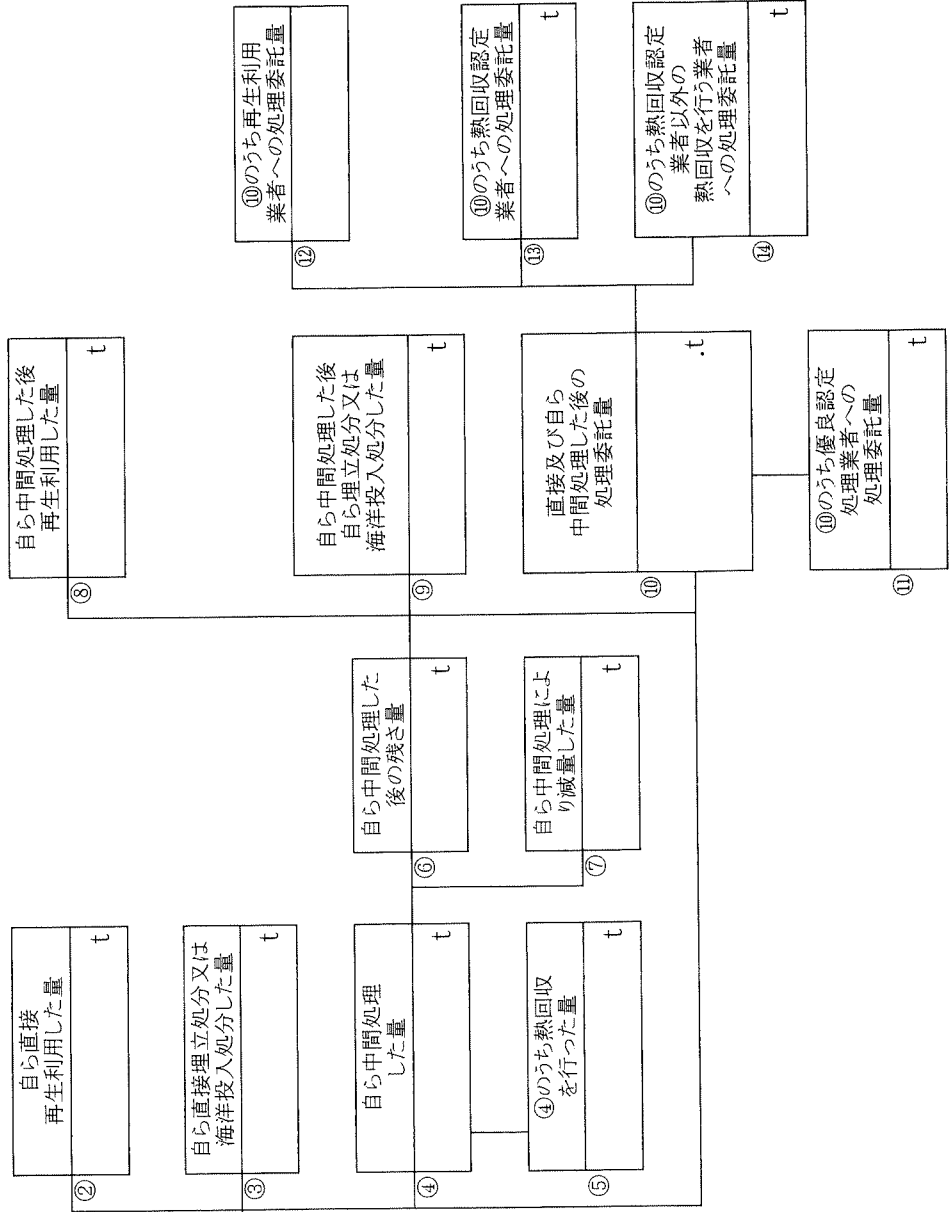 ②
自ら直接
再生利用した量
t
③
自ら直接埋立処分又は
海洋投入処分した量
t
④
自ら中間処理
した量
t
⑤
④のうち熱回収
を行った量
t
⑥
自ら中間処理した
後の残さ量
t
⑦
自ら中間処理によ
り減量した量
t
⑧
自ら中間処理した後
再生利用した量
t
⑨
自ら中間処理した後
自ら埋立処分又は
海洋投入処分した量
t
⑩
直接及び自ら
中間処理した後の
処理委託量
.t
⑪
⑩のうち優良認定
処理業者への
処理委託量
t
⑫
⑩のうち再生利用
業者への処理委託量
t
⑬
⑩のうち熱回収認定
業者への処理委託量
t
⑭
⑩のうち熱回収認定
業者以外の
熱回収を行う業者
への処理委託量
t